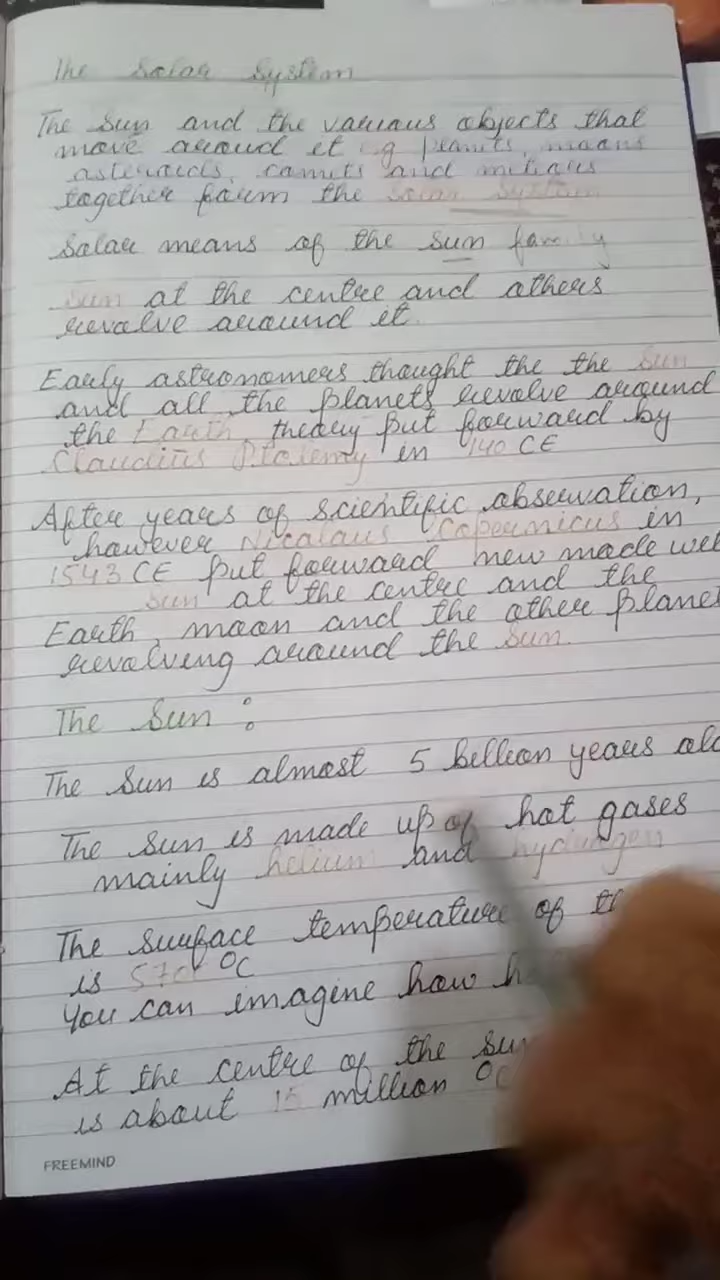 The Solar System
The Sun and the various objects that
move around it eg planets, moons
asteroids, comets and meteors
together form the Solar System
Solar means of the sun family
Sun at the centre and others
revolve around it.
Early astronomers thought the the Sun
and all the planets revolve around
the Earth, theory put forward by
Claudius Ptolemy in 140 CE
After years of scientific observation,
however Nicolaus Copernicus in
1543 CE put forward new made wel
Sun at the centre and the
Earth, moon and the other planet
revolving around the Sun.
The Sun :
The Sun is almost 5 billion years old
The Sun is made up of hot gases
mainly helium and hydrogen
The surface temperature of
is °C
You can imagine how
At the centre of the Sun
is about 15 million °C
FREEMIND